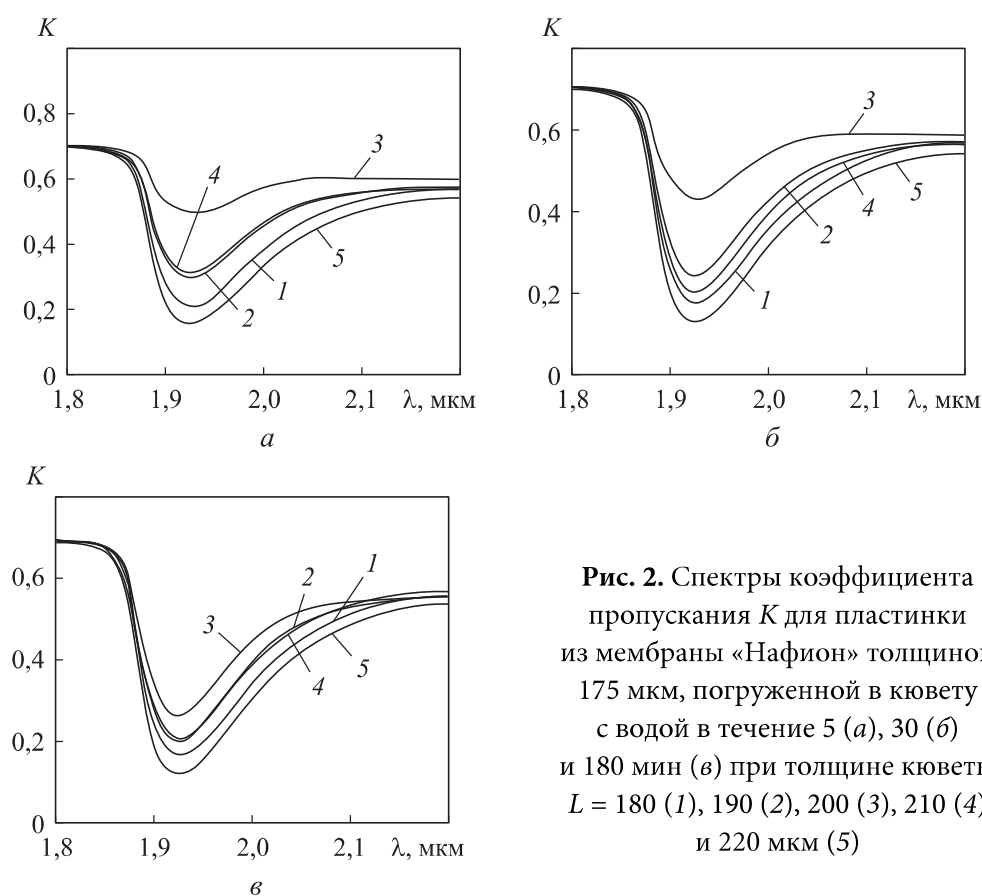 K
0,8
0,6
0,4
0,2
0
1,8 1,9 2,0 2,1 λ, мкм
3
4
1
5
2
а
K
0,6
0,4
0,2
0
1,8 1,9 2,0 2,1 λ, мкм
3
5
4
2
1
б
K
0,6
0,4
0,2
0
1,8 1,9 2,0 2,1 λ, мкм
1
2
3
5
4
в
Рис. 2. Спектры коэффициента
пропускания K для пластинки
из мембраны «Нафион» толщиной
175 мкм, погруженной в кювету
с водой в течение 5 (а), 30 (б)
и 180 мин (в) при толщине кюветы
L = 180 (1), 190 (2), 200 (3), 210 (4)
и 220 мкм (5)